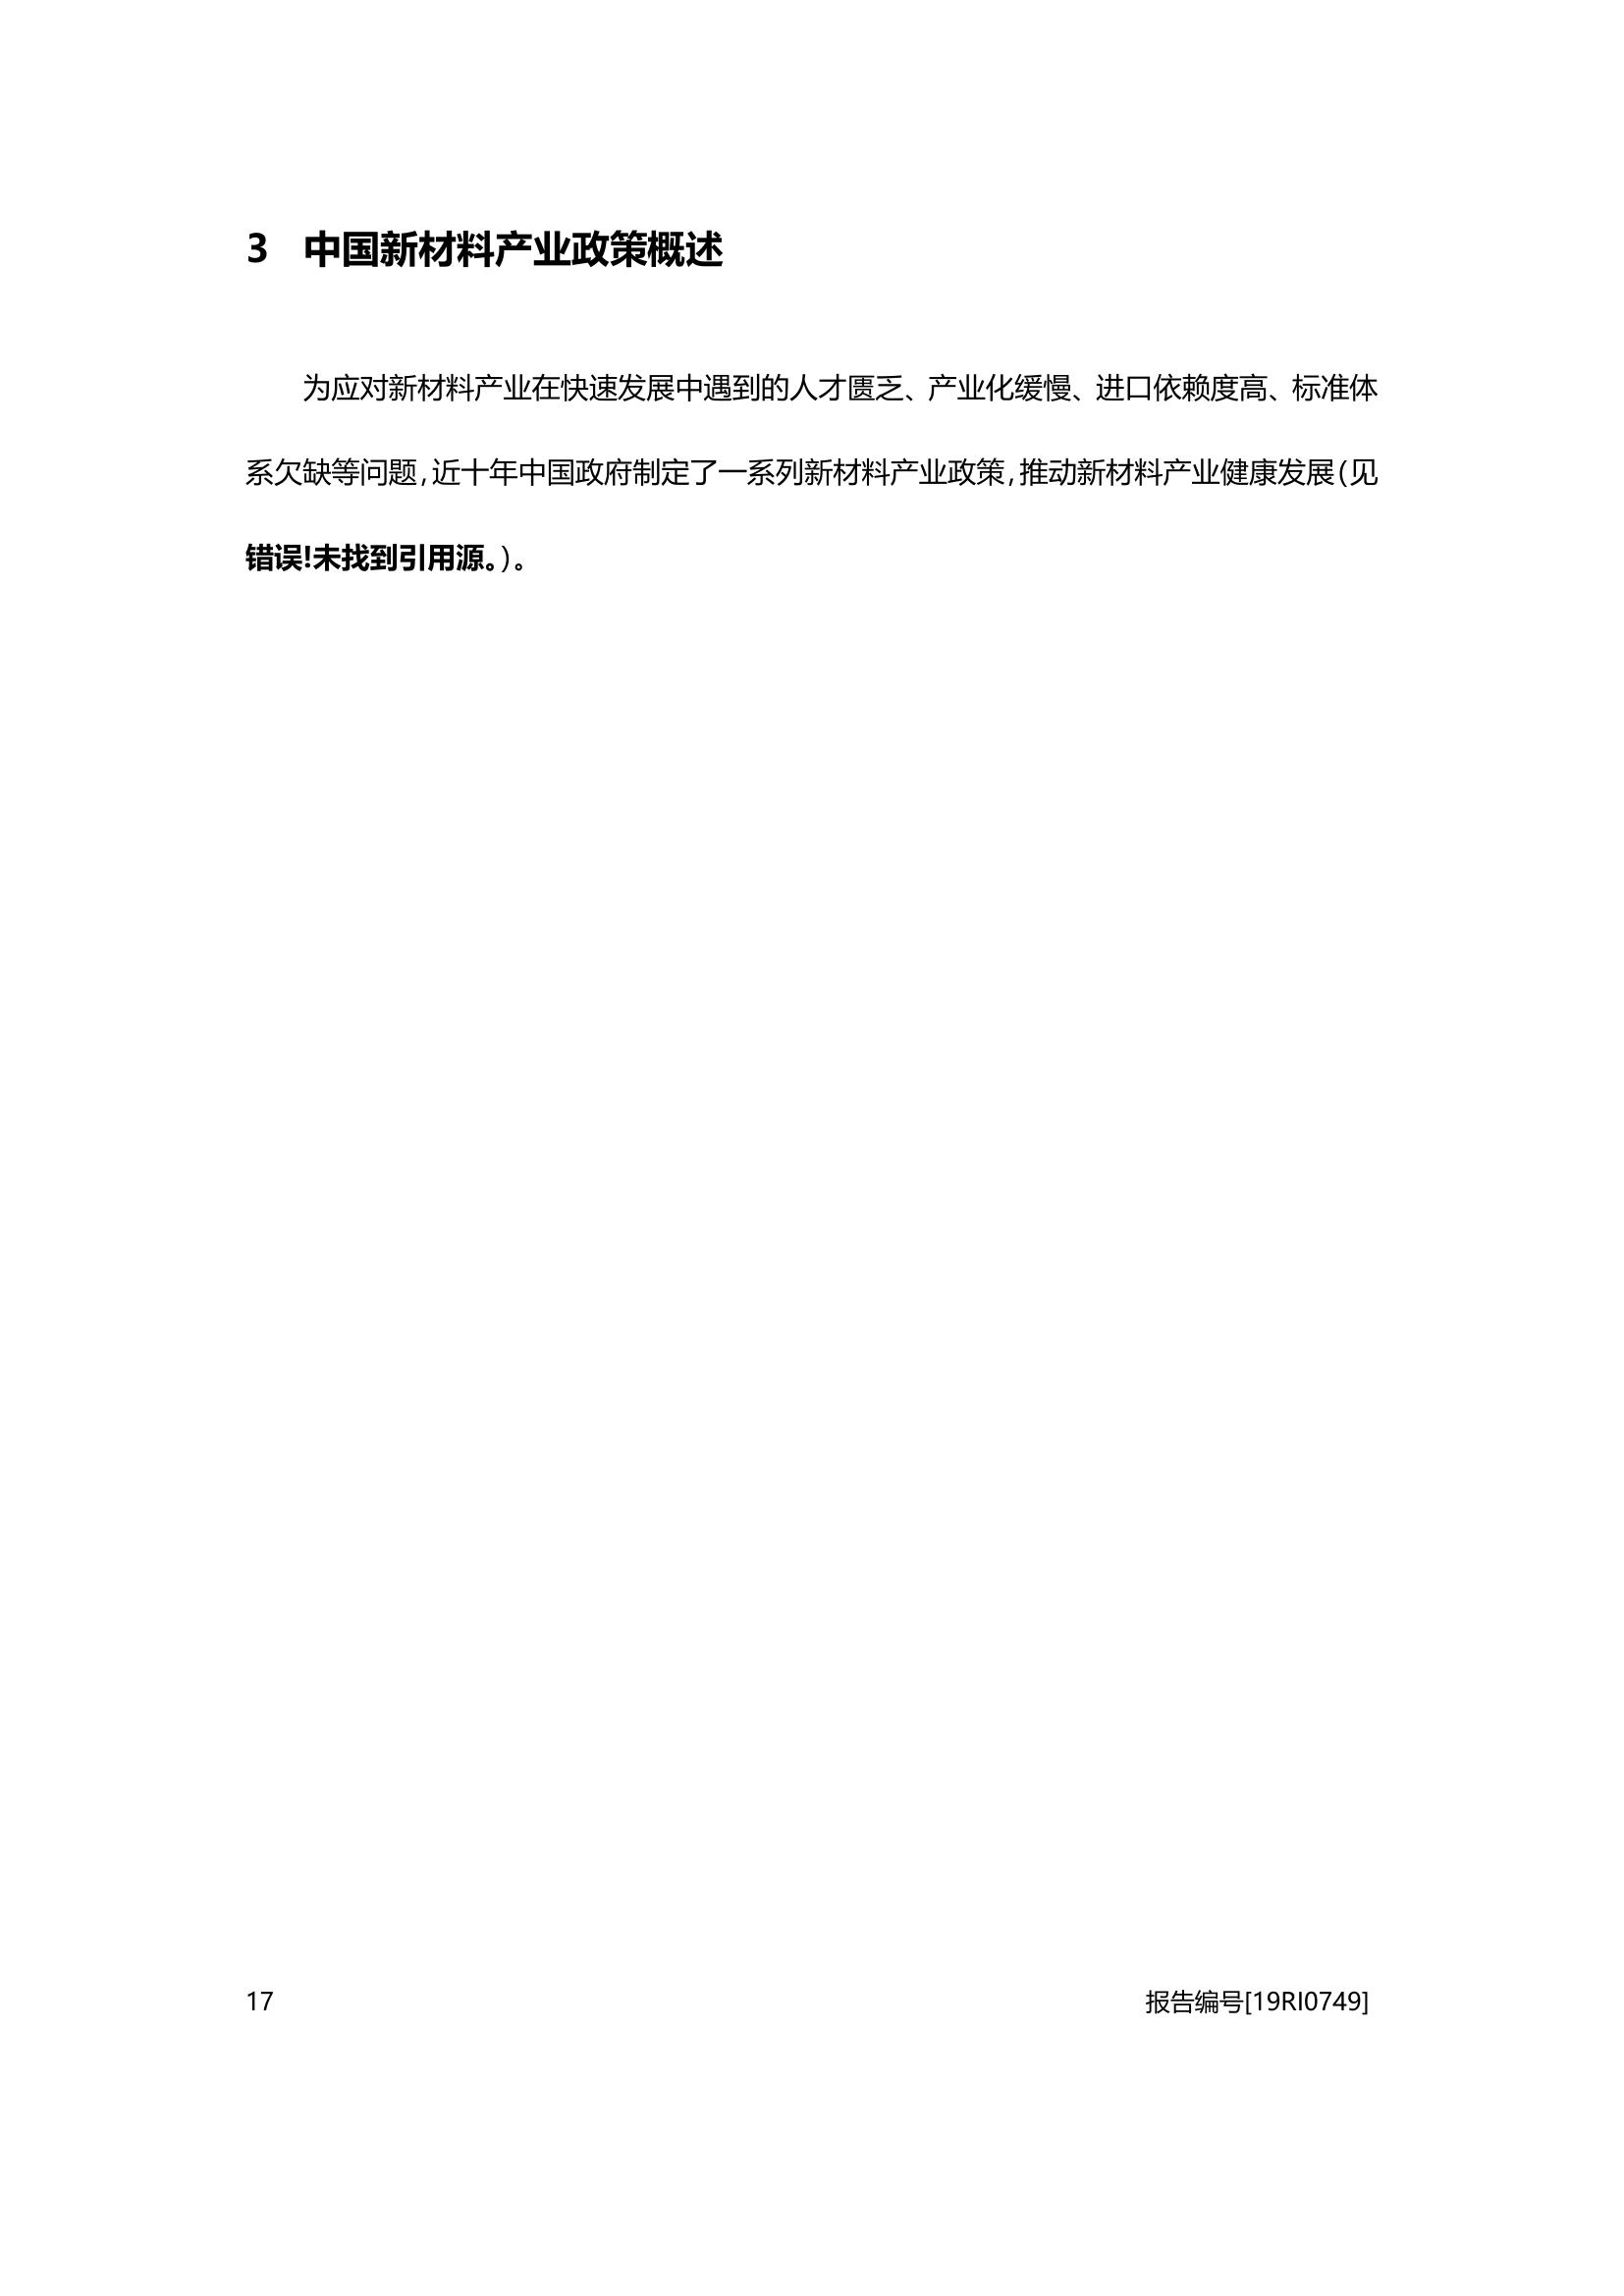 3 中国新材料产业政策概述
为应对新材料产业在快速发展中遇到的人才匮乏、产业化缓慢、进口依赖度高、标准体
系欠缺等问题，近十年中国政府制定了一系列新材料产业政策，推动新材料产业健康发展（见
错误!未找到引用源。）。
17 报告编号[19RI0749]